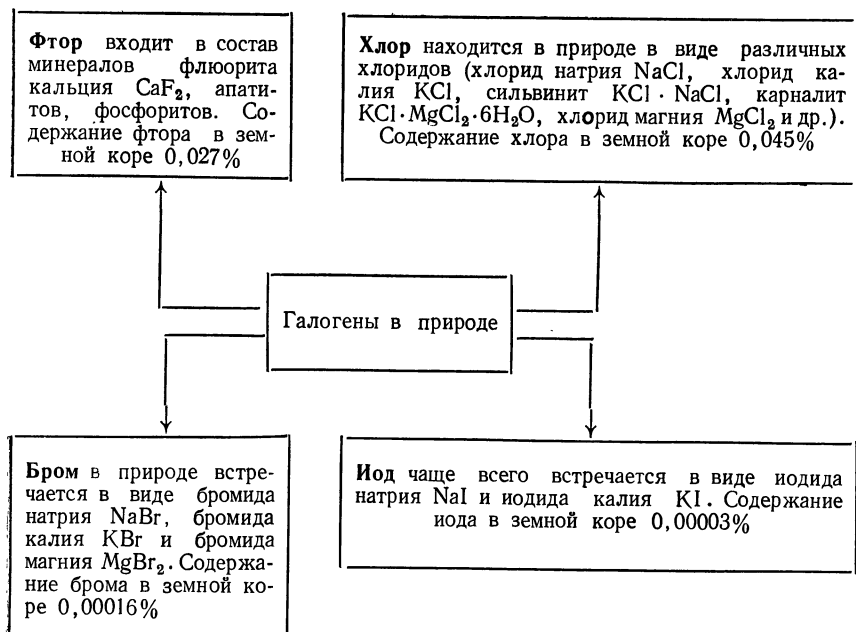 Фтор входит в состав
минералов флюорита
кальция CaF₂, апати-
тов, фосфоритов. Со-
держание фтора в зем-
ной коре 0,027%
Хлор находится в природе в виде различных
хлоридов (хлорид натрия NaCl, хлорид ка-
лия KCl, сильвинит KCl · NaCl, карналит
KCl·MgCl₂·6H₂O, хлорид магния MgCl₂ и др.).
Содержание хлора в земной коре 0,045%
Галогены в природе
Бром в природе встре-
чается в виде бромида
натрия NaBr, бромида
калия KBr и бромида
магния MgBr₂. Содержа-
ние брома в земной ко-
ре 0,00016%
Иод чаще всего встречается в виде иодида
натрия NaI и иодида калия KI. Содержание
иода в земной коре 0,00003%